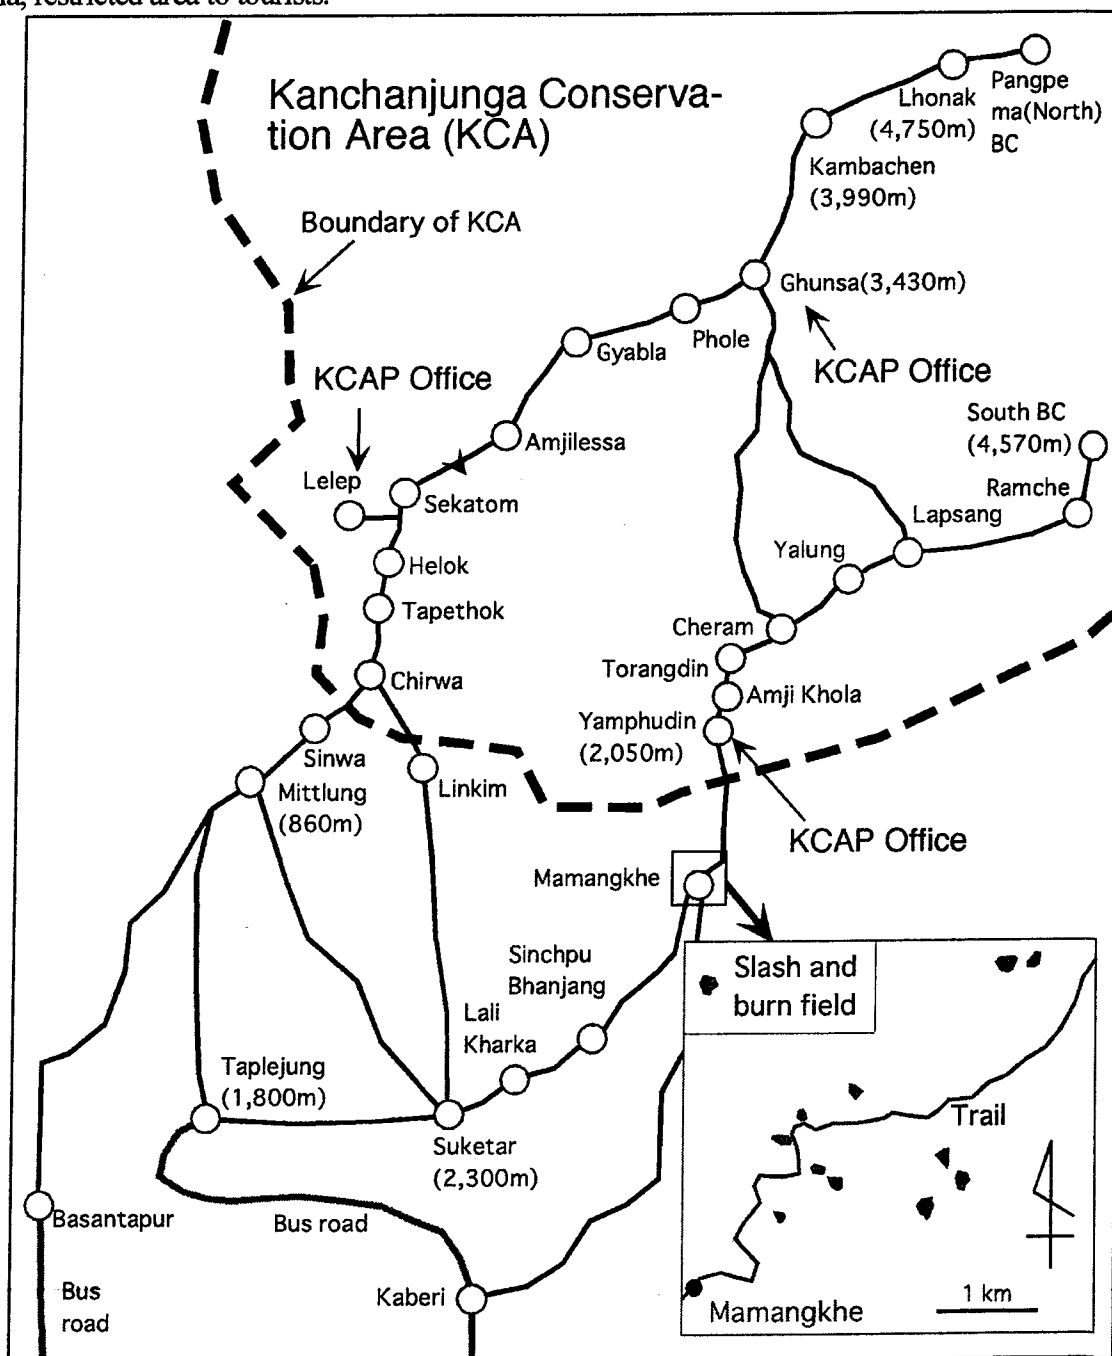 restricted area to tourists.
Kanchanjunga Conserva-
tion Area (KCA)
Lhonak
(4,750m)
Pangpe
ma(North)
BC
Kambachen
(3,990m)
Boundary of KCA
Ghunsa(3,430m)
Phole
Gyabla
KCAP Office
KCAP Office
South BC
(4,570m)
Amjilessa
Lelep
Sekatom
Ramche
Lapsang
Yalung
Helok
Tapethok
Cheram
Torangdin
Chirwa
Amji Khola
Yamphudin
(2,050m)
Sinwa
Linkim
Mittlung
(860m)
KCAP Office
Mamangkhe
Sinchpu
Bhanjang
Slash and
burn field
Lali
Kharka
Taplejung
(1,800m)
Trail
Suketar
(2,300m)
Basantapur
Bus road
Bus
road
Kaberi
1 km
Mamangkhe